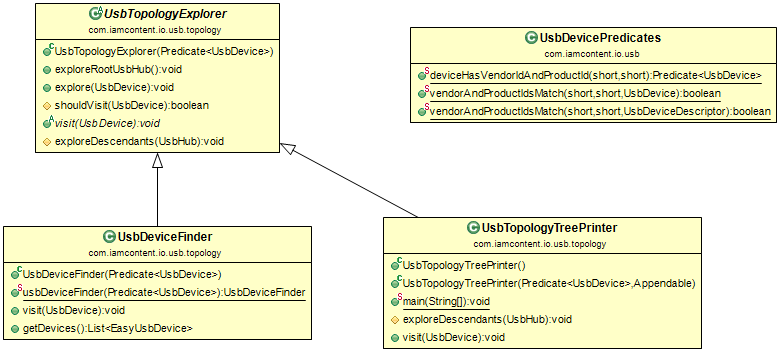 UsbTopologyExplorer
com.iamcontent.io.usb.topology
UsbTopologyExplorer(Predicate<UsbDevice>)
exploreRootUsbHub():void
explore(UsbDevice):void
shouldVisit(UsbDevice):boolean
visit(UsbDevice):void
exploreDescendants(UsbHub):void
UsbDevicePredicates
com.iamcontent.io.usb
deviceHasVendorIdAndProductId(short,short):Predicate<UsbDevice>
vendorAndProductIdsMatch(short,short,UsbDevice):boolean
vendorAndProductIdsMatch(short,short,UsbDeviceDescriptor):boolean
UsbDeviceFinder
com.iamcontent.io.usb.topology
UsbDeviceFinder(Predicate<UsbDevice>)
usbDeviceFinder(Predicate<UsbDevice>):UsbDeviceFinder
visit(UsbDevice):void
getDevices():List<EasyUsbDevice>
UsbTopologyTreePrinter
com.iamcontent.io.usb.topology
UsbTopologyTreePrinter()
UsbTopologyTreePrinter(Predicate<UsbDevice>,Appendable)
main(String[]):void
exploreDescendants(UsbHub):void
visit(UsbDevice):void